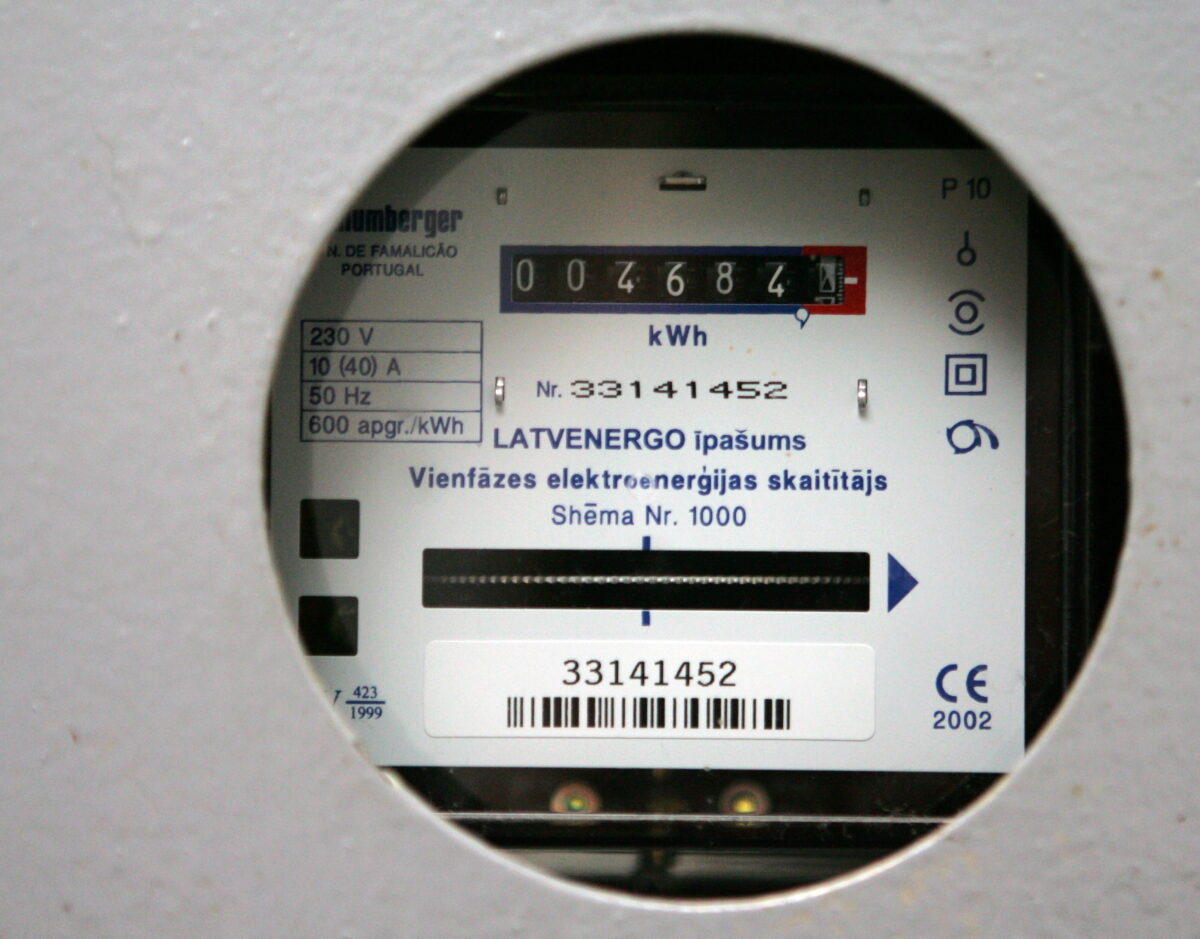 P 10
N. DE FAMALICÃO
PORTUGAL
0 0 4 6 8 4
kWh
230 V
10 (40) A
50 Hz
600 apgr./kWh
Nr. 33141452
LATVENERGO īpašums
Vienfāzes elektroenerģijas skaitītājs
Shēma Nr. 1000
33141452
423
1999
CE
2002